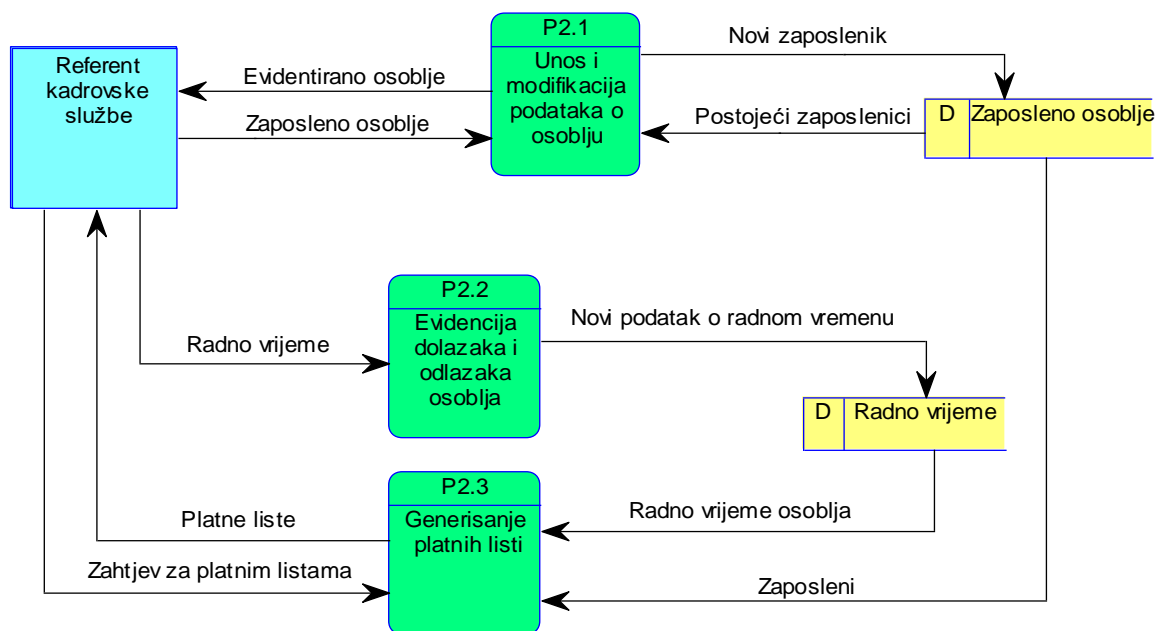 P2.1
Novi zaposlenik
Referent
kadrovske
službe
Evidentirano osoblje
Unos i
modifikacija
podataka o
osoblju
Zaposleno osoblje
Postojeći zaposlenici
D
Zaposleno osoblje
P2.2
Radno vrijeme
Evidencija
dolazaka i
odlazaka
osoblja
Novi podatak o radnom vremenu
D
Radno vrijeme
P2.3
Platne liste
Generisanje
platnih listi
Radno vrijeme osoblja
Zahtjev za platnim listama
Zaposleni